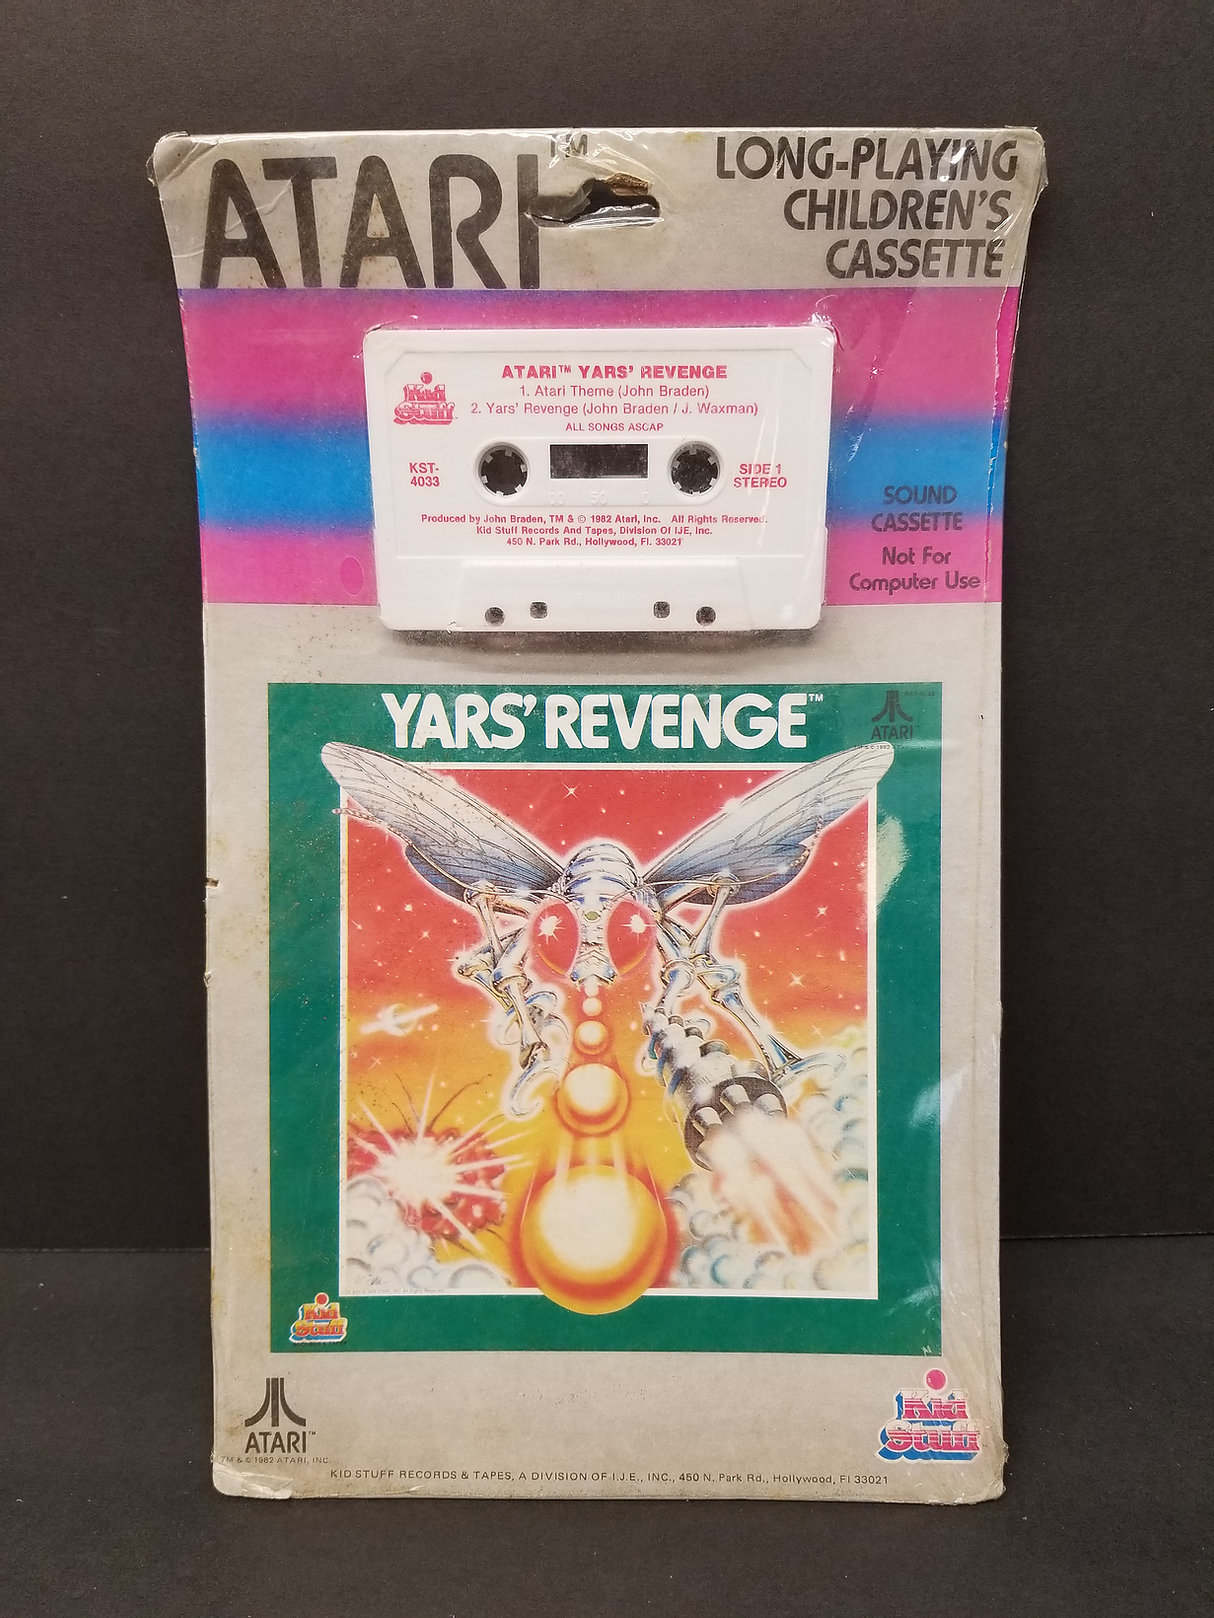 ATARI™
LONG-PLAYING
CHILDREN'S
CASSETTE
ATARI™ YARS' REVENGE
1. Atari Theme (John Braden)
2. Yars' Revenge (John Braden / J. Waxman)
ALL SONGS ASCAP
Kid
Stuff
KST-
4033
SIDE 1
STEREO
100 50 0
Produced by John Braden, TM & © 1982 Atari, Inc. All Rights Reserved.
Kid Stuff Records And Tapes, Division Of IJE, Inc.
450 N. Park Rd., Hollywood, Fl. 33021
SOUND
CASSETTE
Not For
Computer Use
YARS' REVENGE™
ATARI
Kid
Stuff
ATARI™
TM & © 1982 ATARI, INC.
Kid
Stuff
KID STUFF RECORDS & TAPES, A DIVISION OF I.J.E., INC., 450 N. Park Rd., Hollywood, Fl 33021